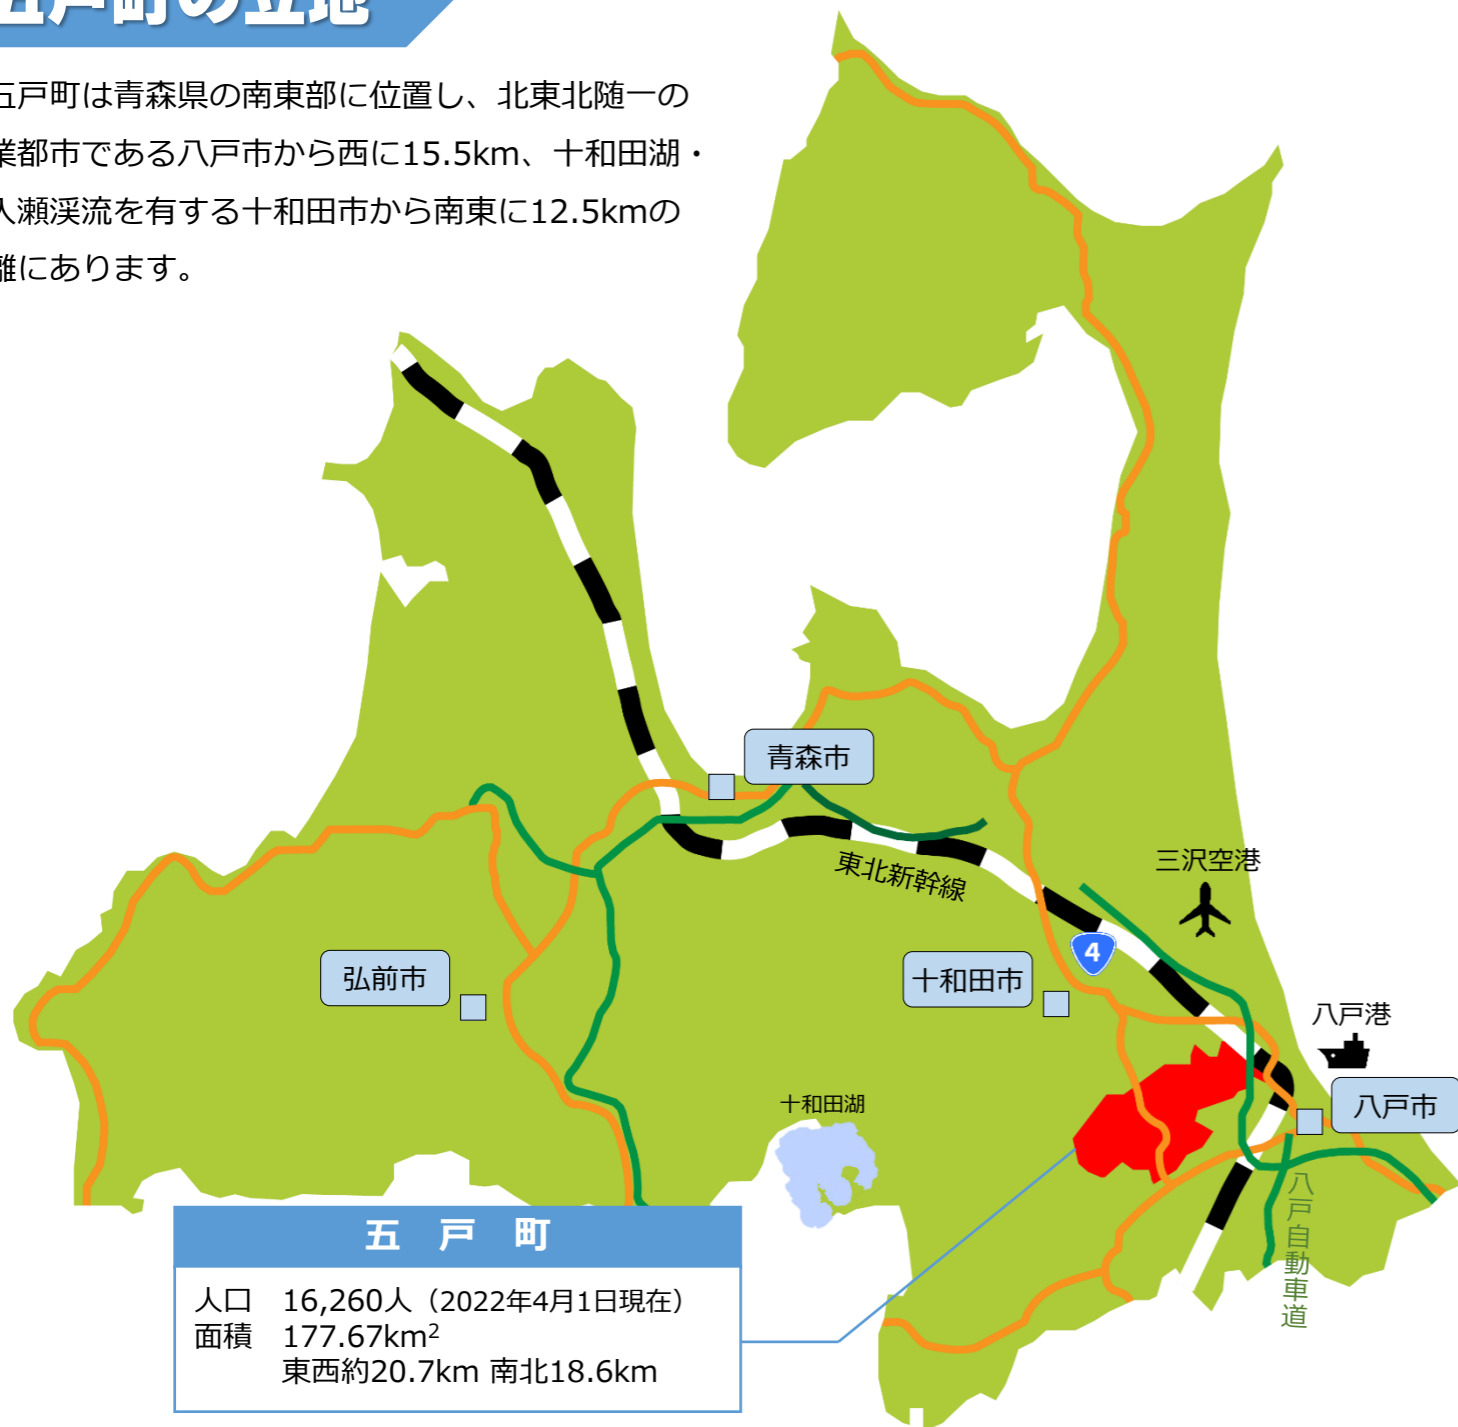 五戸町の立地
五戸町は青森県の南東部に位置し、北東北随一の
業都市である八戸市から西に15.5km、十和田湖・
入瀬渓流を有する十和田市から南東に12.5kmの
離にあります。
青森市
東北新幹線
三沢空港
4
弘前市
十和田市
八戸港
八戸市
十和田湖
八戸自動車道
五 戸 町
人口 16,260人（2022年4月1日現在）
面積 177.67km²
東西約20.7km 南北18.6km